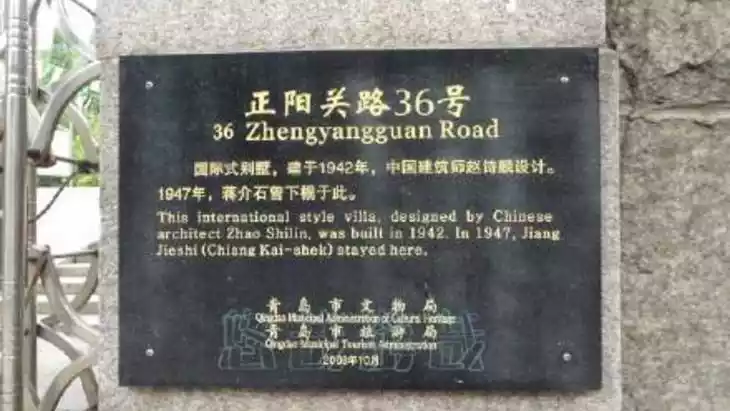 正阳关路36号
36 Zhengyangguan Road
国际式别墅，建于1942年，中国建筑师赵诗麟设计。
1947年，蒋介石曾下榻于此。
This international style villa, designed by Chinese
architect Zhao Shilin, was built in 1942. In 1947, Jiang
Jieshi (Chiang Kai-shek) stayed here.
青岛市文物局
Qingdao Municipal Administration of Cultural Heritage
青岛市旅游局
Qingdao Municipal Tourism Administration
2008年10月